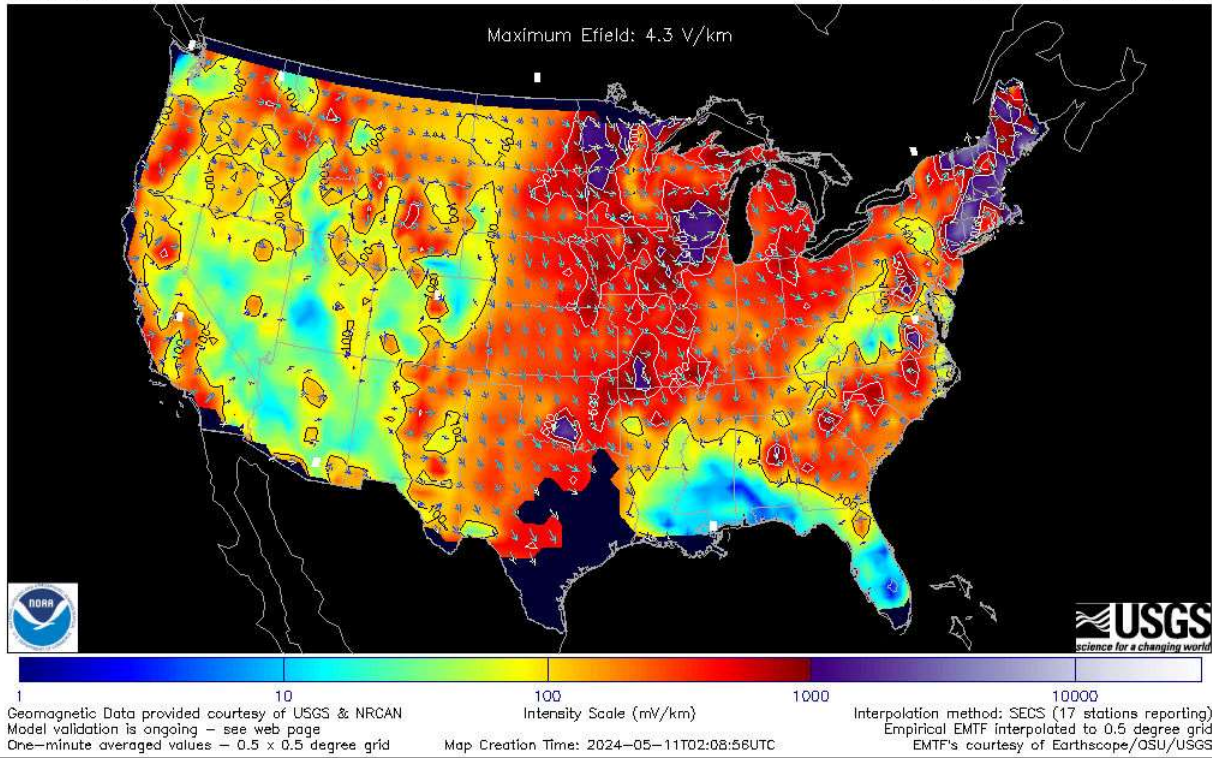 Maximum Efield: 4.3 V/km
NOAA
USGS
science for a changing world
1 10 100 1000 10000
Geomagnetic Data provided courtesy of USGS & NRCAN
Intensity Scale (mV/km)
Interpolation method: SECS (17 stations reporting)
Model validation is ongoing – see web page
Empirical EMTF interpolated to 0.5 degree grid
One-minute averaged values – 0.5 x 0.5 degree grid
Map Creation Time: 2024-05-11T02:08:56UTC
EMTF's courtesy of Earthscope/OSU/USGS